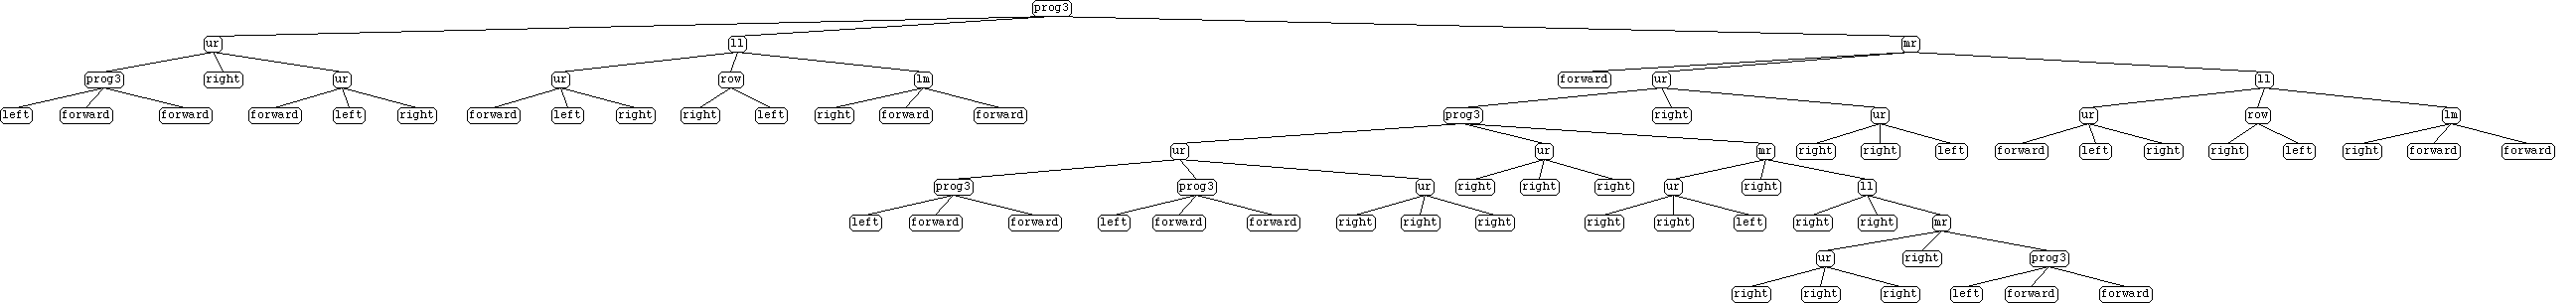 prog3
ur ll mr
prog3 right ur ur row lm forward ur ll
left forward forward forward left right forward left right right left right forward forward prog3 right ur ur row lm
ur ur mr right right left forward left right right left right forward forward
prog3 prog3 ur right right right ur right ll
left forward forward left forward forward right right right right right left right right mr
ur right prog3
right right right left forward forward